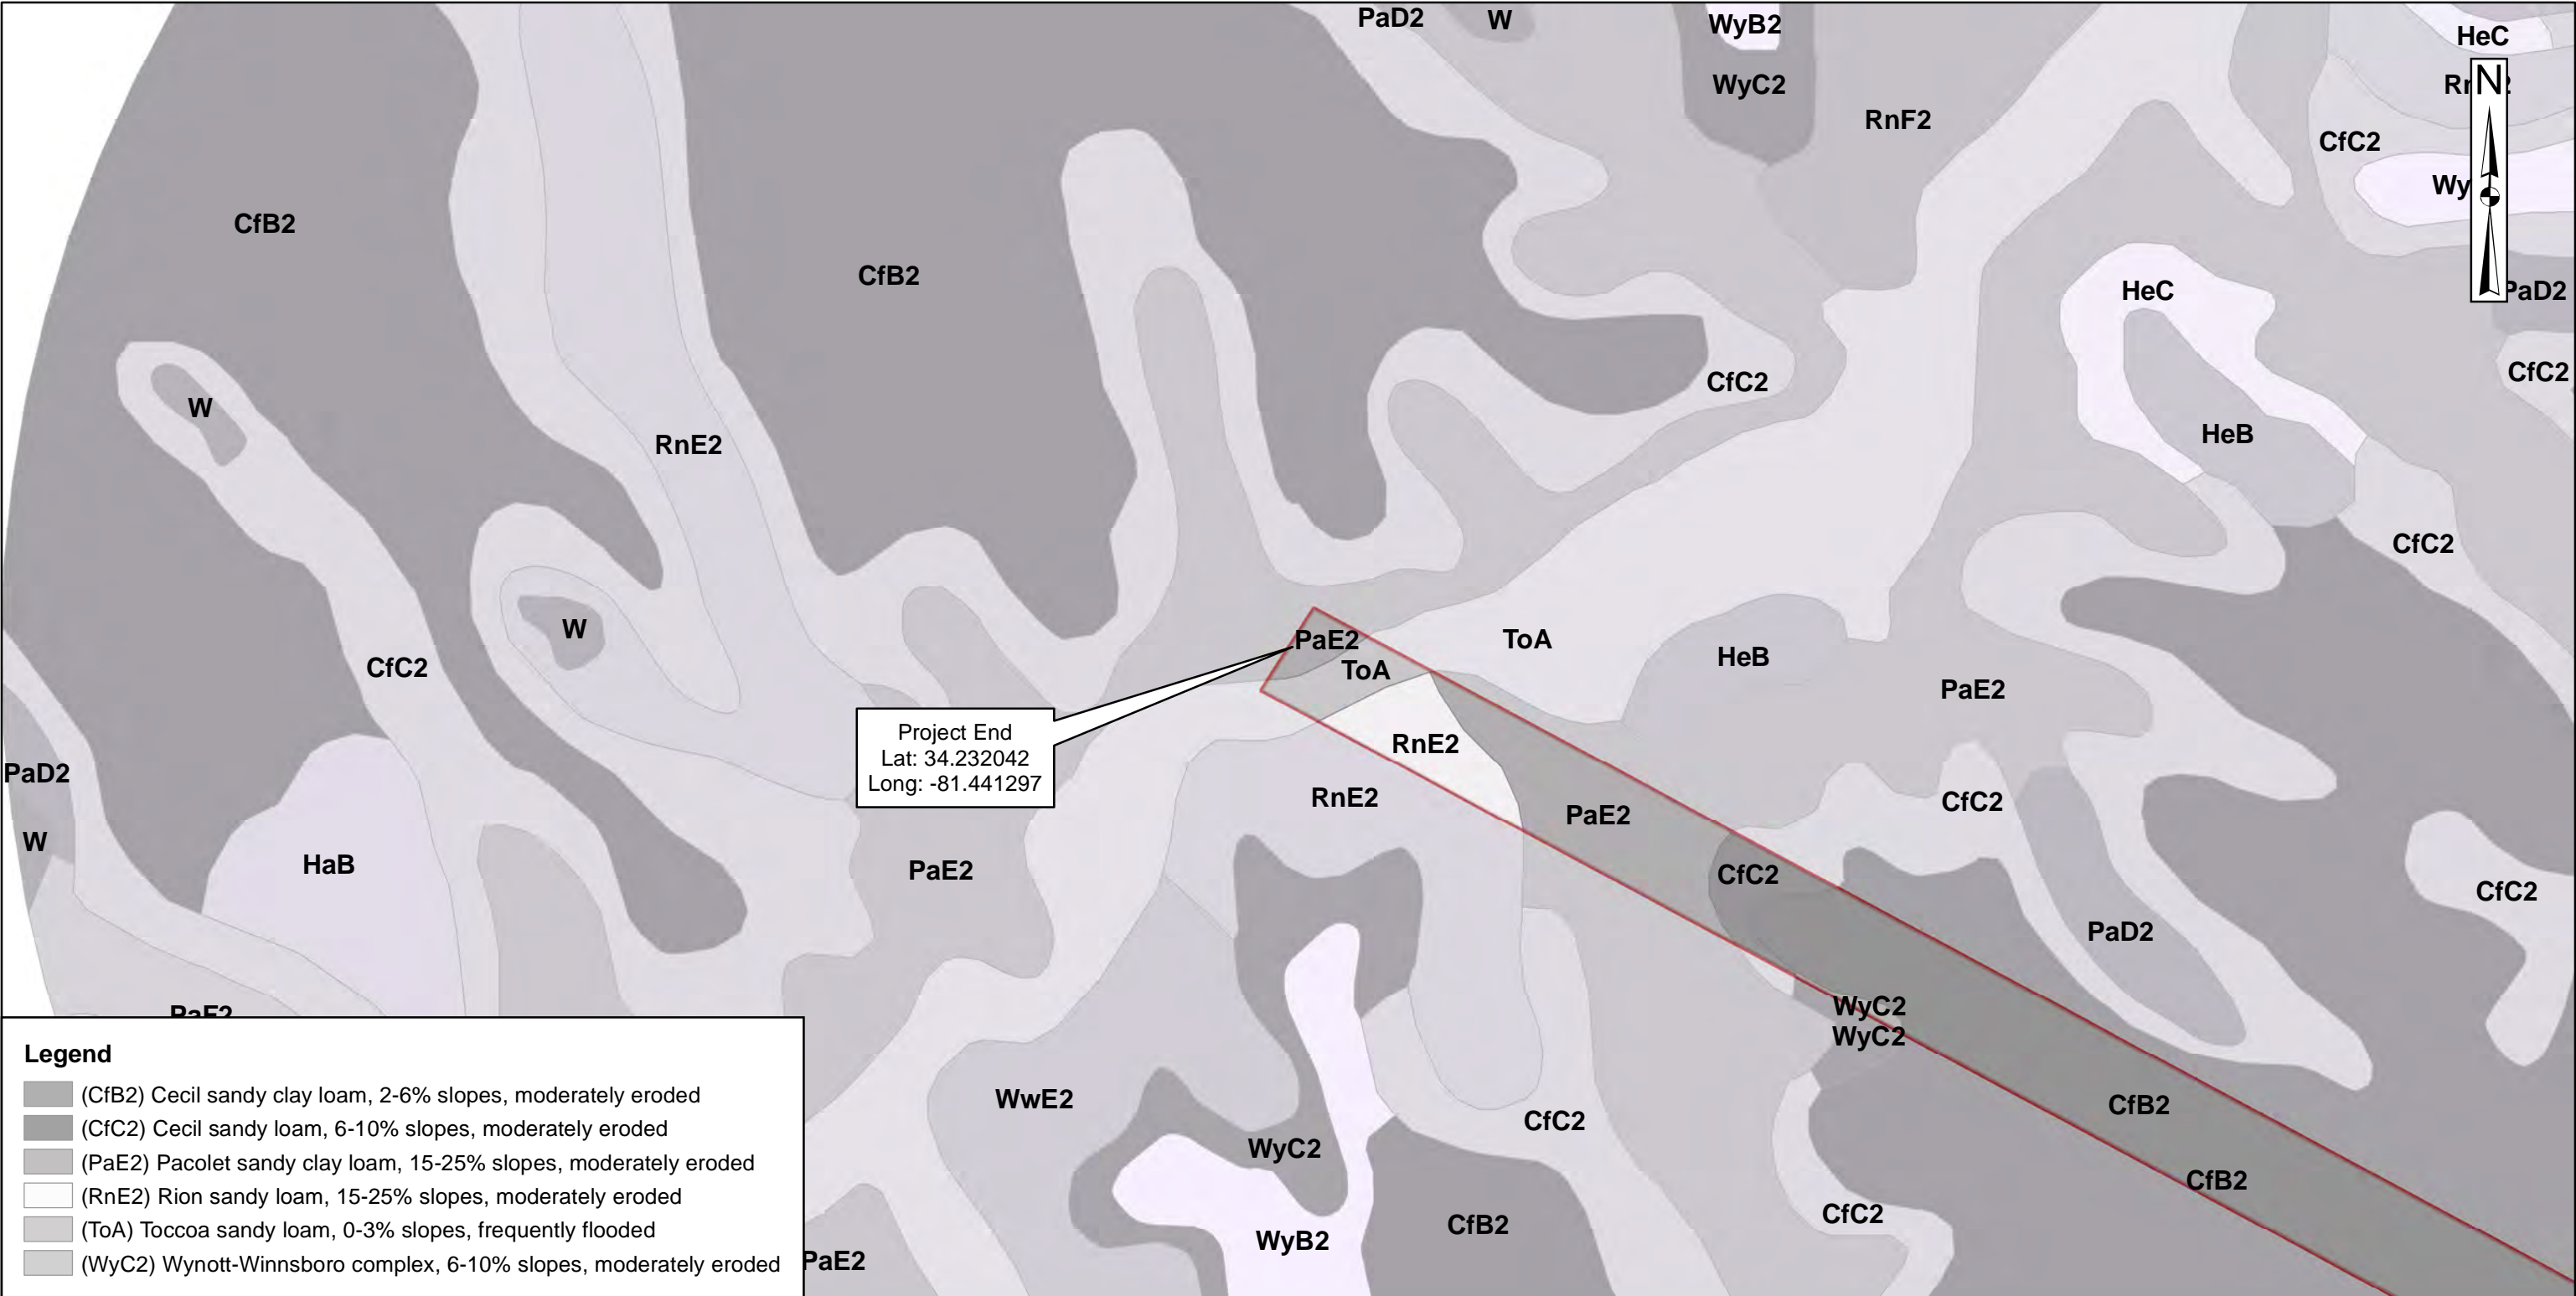 PaD2
W
WyB2
HeC
WyC2
N
RnF2
CfC2
Wy
CfB2
CfB2
HeC
PaD2
CfC2
CfC2
W
HeB
RnE2
CfC2
W
PaE2
ToA
ToA
HeB
CfC2
PaE2
Project End
Lat: 34.232042
Long: -81.441297
RnE2
PaD2
RnE2
CfC2
PaE2
W
HaB
PaE2
CfC2
CfC2
PaD2
WyC2
WyC2
Legend
(CfB2) Cecil sandy clay loam, 2-6% slopes, moderately eroded
(CfC2) Cecil sandy loam, 6-10% slopes, moderately eroded
(PaE2) Pacolet sandy clay loam, 15-25% slopes, moderately eroded
(RnE2) Rion sandy loam, 15-25% slopes, moderately eroded
(ToA) Toccoa sandy loam, 0-3% slopes, frequently flooded
(WyC2) Wynott-Winnsboro complex, 6-10% slopes, moderately eroded
WwE2
CfB2
CfC2
WyC2
CfB2
CfC2
CfB2
WyB2
PaE2